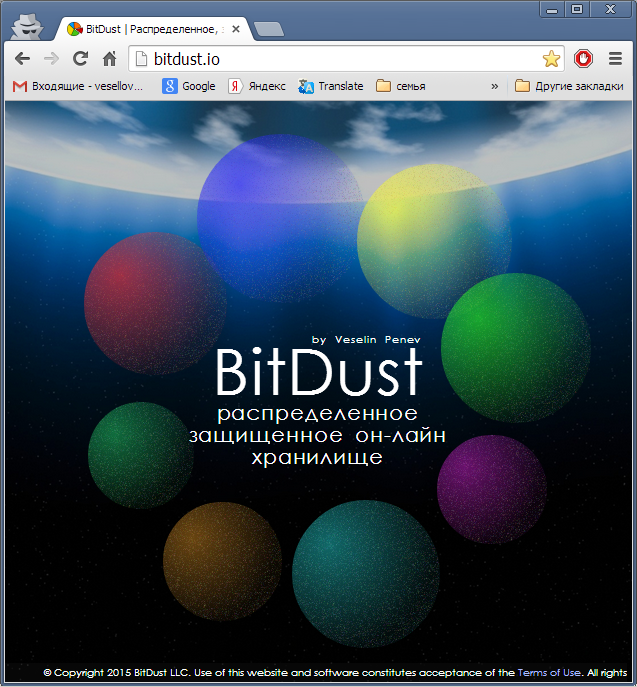 BitDust | Распределенное, з
bitdust.io
Входящие - vesellov...
Google
Яндекс
Translate
семья
»
Другие закладки
by Veselin Penev
BitDust
распределенное
защищенное он-лайн
хранилище
© Copyright 2015 BitDust LLC. Use of this website and software constitutes acceptance of the Terms of Use. All rights